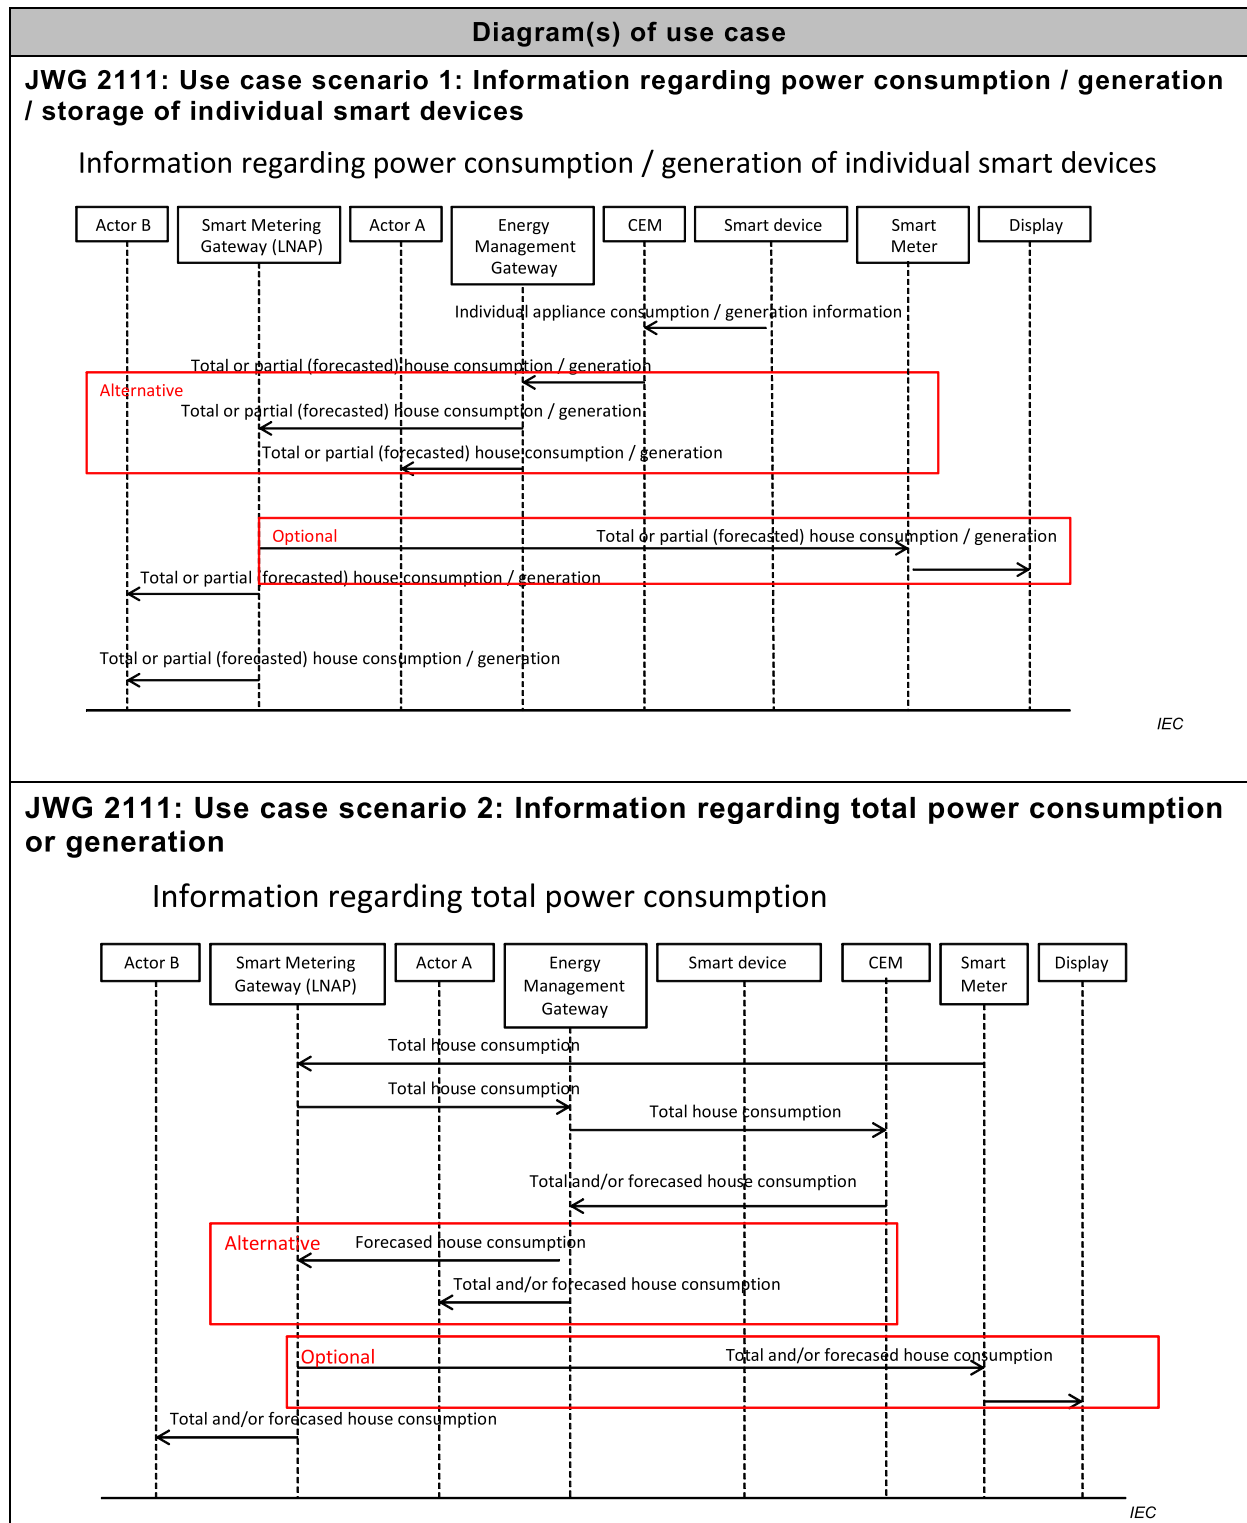 Diagram(s) of use case
JWG 2111: Use case scenario 1: Information regarding power consumption / generation
/ storage of individual smart devices
Information regarding power consumption / generation of individual smart devices
Actor B
Smart Metering
Gateway (LNAP)
Actor A
Energy
Management
Gateway
CEM
Smart device
Smart
Meter
Display
Individual appliance consumption / generation information
Total or partial (forecasted) house consumption / generation
Alternative
Total or partial (forecasted) house consumption / generation
Total or partial (forecasted) house consumption / generation
Optional
Total or partial (forecasted) house consumption / generation
Total or partial (forecasted) house consumption / generation
Total or partial (forecasted) house consumption / generation
IEC
JWG 2111: Use case scenario 2: Information regarding total power consumption
or generation
Information regarding total power consumption
Actor B
Smart Metering
Gateway (LNAP)
Actor A
Energy
Management
Gateway
Smart device
CEM
Smart
Meter
Display
Total house consumption
Total house consumption
Total house consumption
Total and/or forecased house consumption
Alternative
Forecased house consumption
Total and/or forecased house consumption
Optional
Total and/or forecased house consumption
Total and/or forecased house consumption
IEC